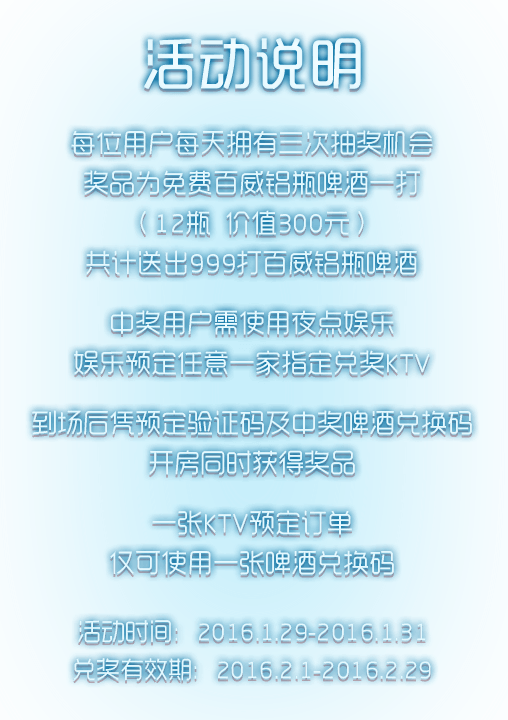 活动说明
每位用户每天拥有三次抽奖机会
奖品为免费百威铝瓶啤酒一打
（12瓶 价值300元）
共计送出999打百威铝瓶啤酒
中奖用户需使用夜点娱乐
娱乐预定任意一家指定兑奖KTV
到场后凭预定验证码及中奖啤酒兑换码
开房同时获得奖品
一张KTV预定订单
仅可使用一张啤酒兑换码
活动时间: 2016.1.29-2016.1.31
兑奖有效期: 2016.2.1-2016.2.29